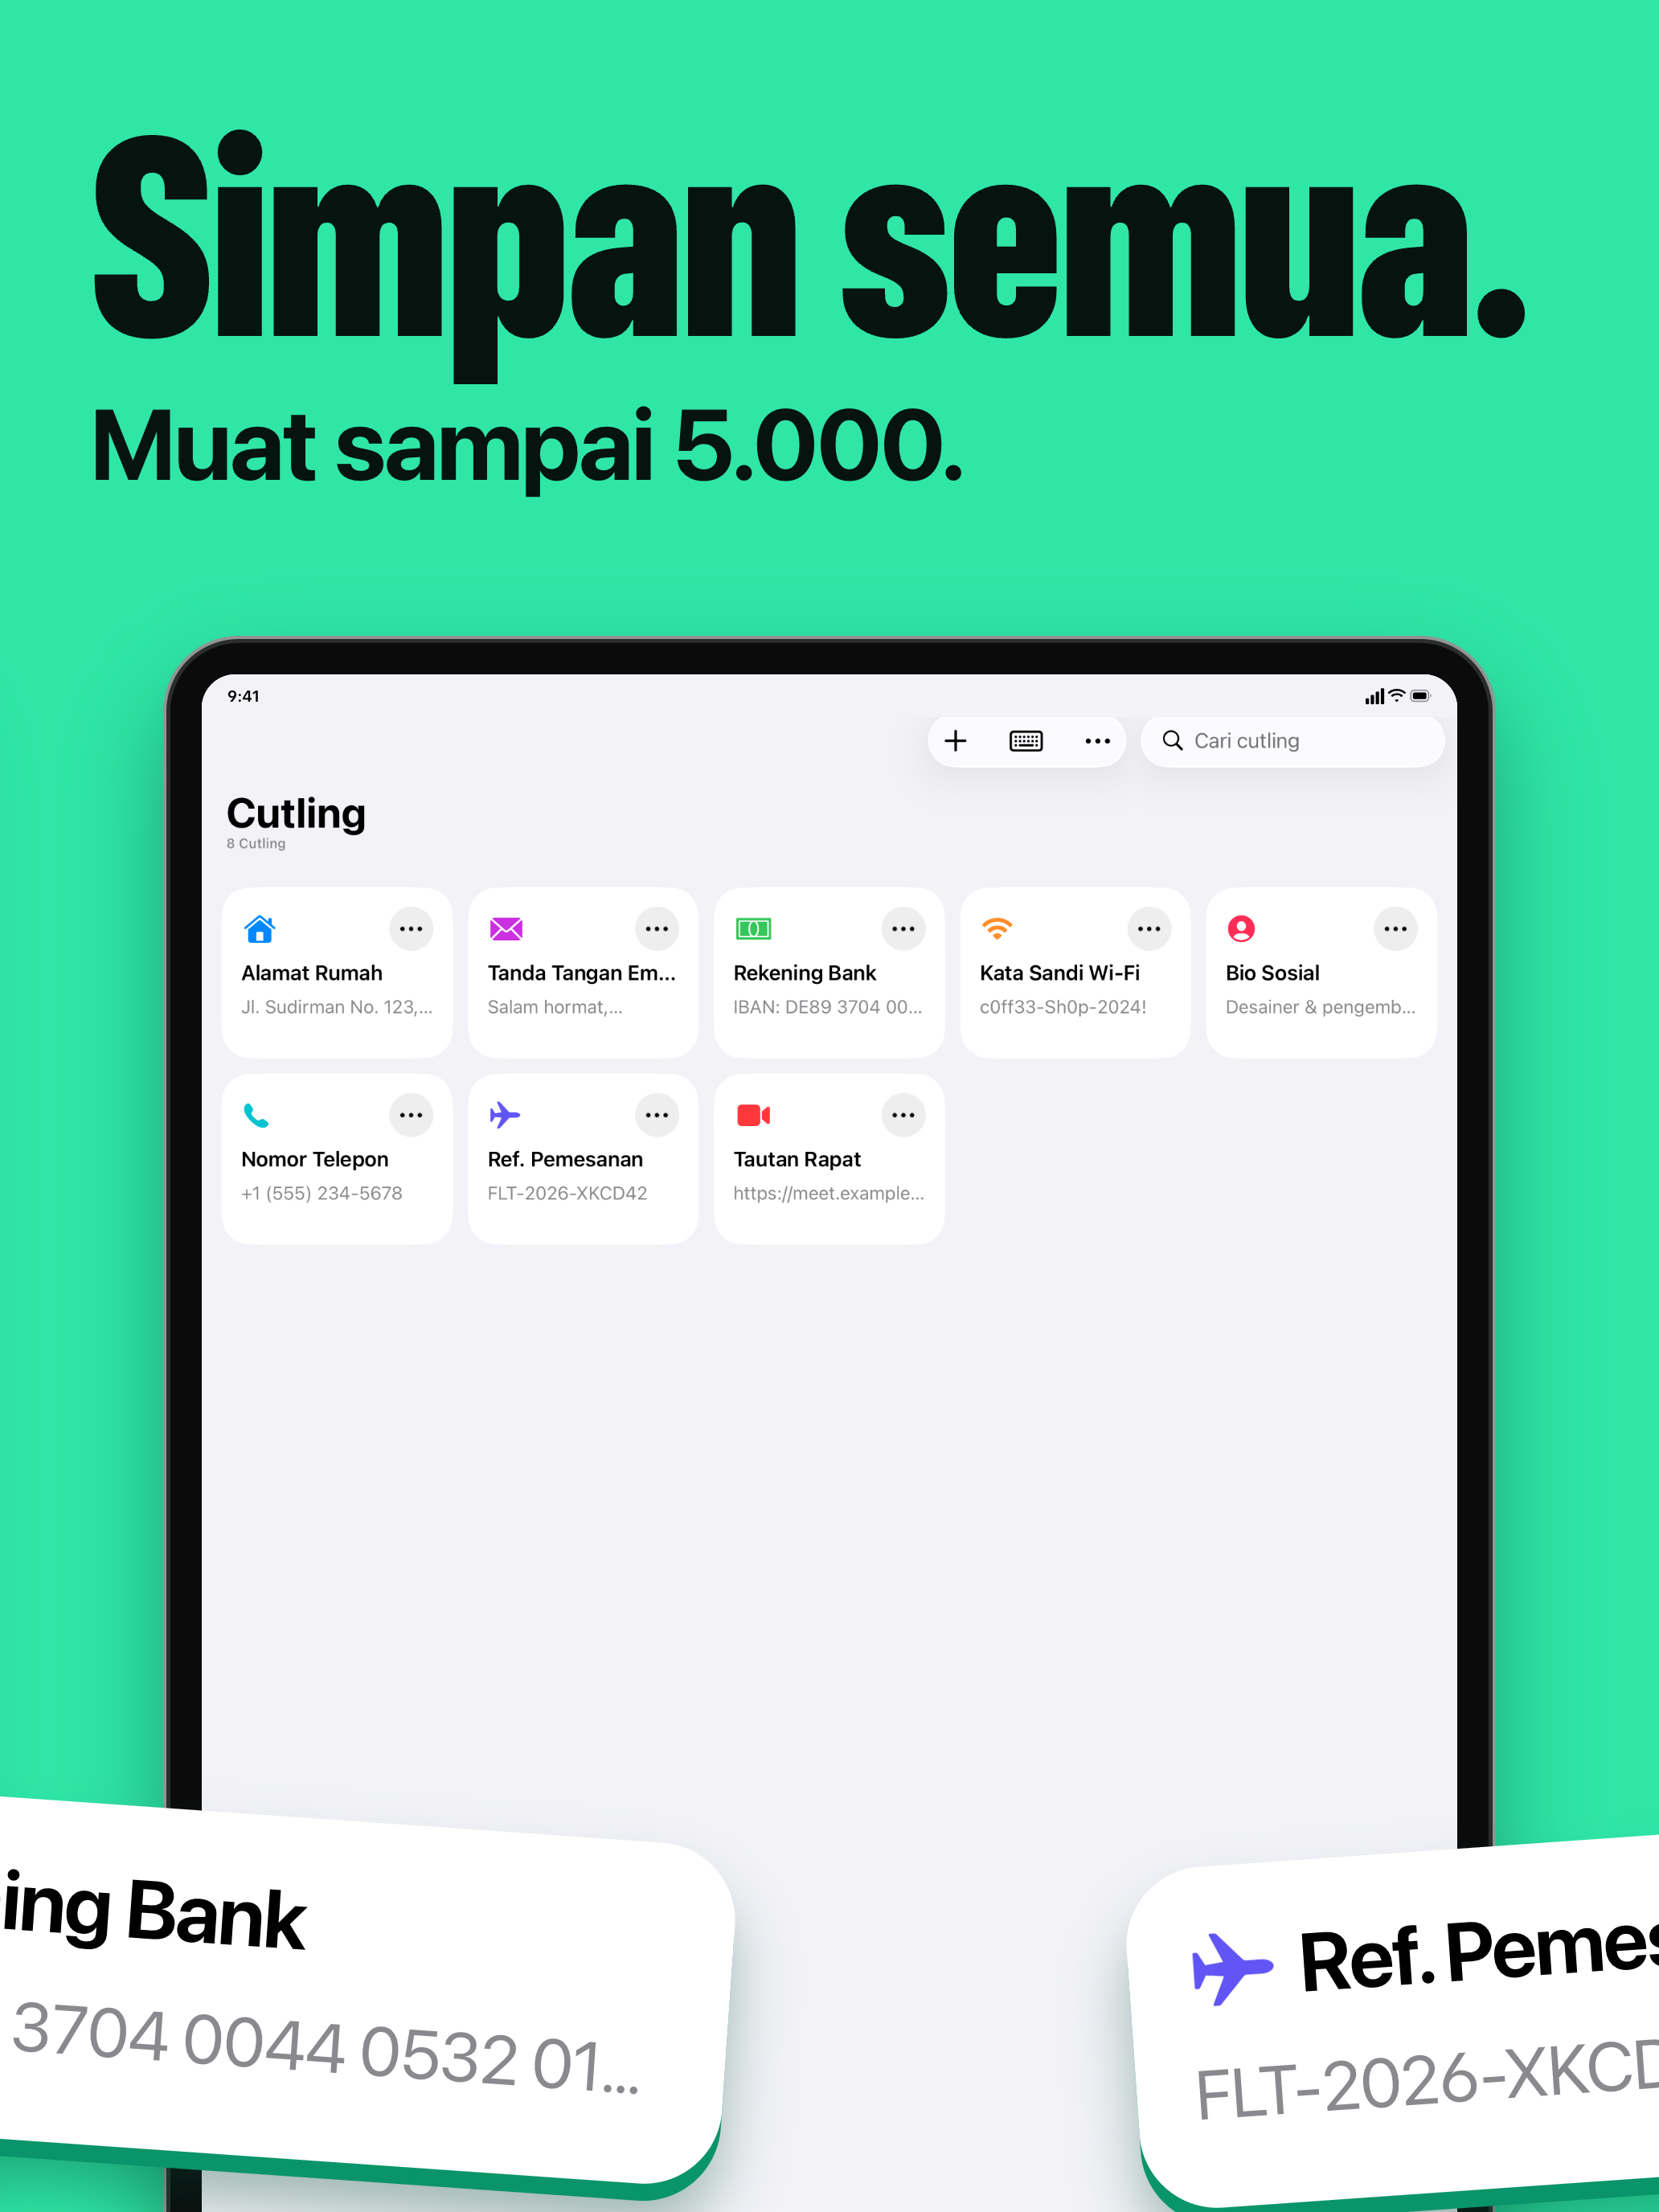 Simpan semua.
Muat sampai 5.000.
9:41
Cari cutling
Cutling
8 Cutling
Alamat Rumah
Jl. Sudirman No. 123,...
Tanda Tangan Em...
Salam hormat,...
Rekening Bank
IBAN: DE89 3704 00...
Kata Sandi Wi-Fi
c0ff33-Sh0p-2024!
Bio Sosial
Desainer & pengemb...
Nomor Telepon
+1 (555) 234-5678
Ref. Pemesanan
FLT-2026-XKCD42
Tautan Rapat
https://meet.example...
ing Bank
3704 0044 0532 01...
Ref. Pemes
FLT-2026-XKCD